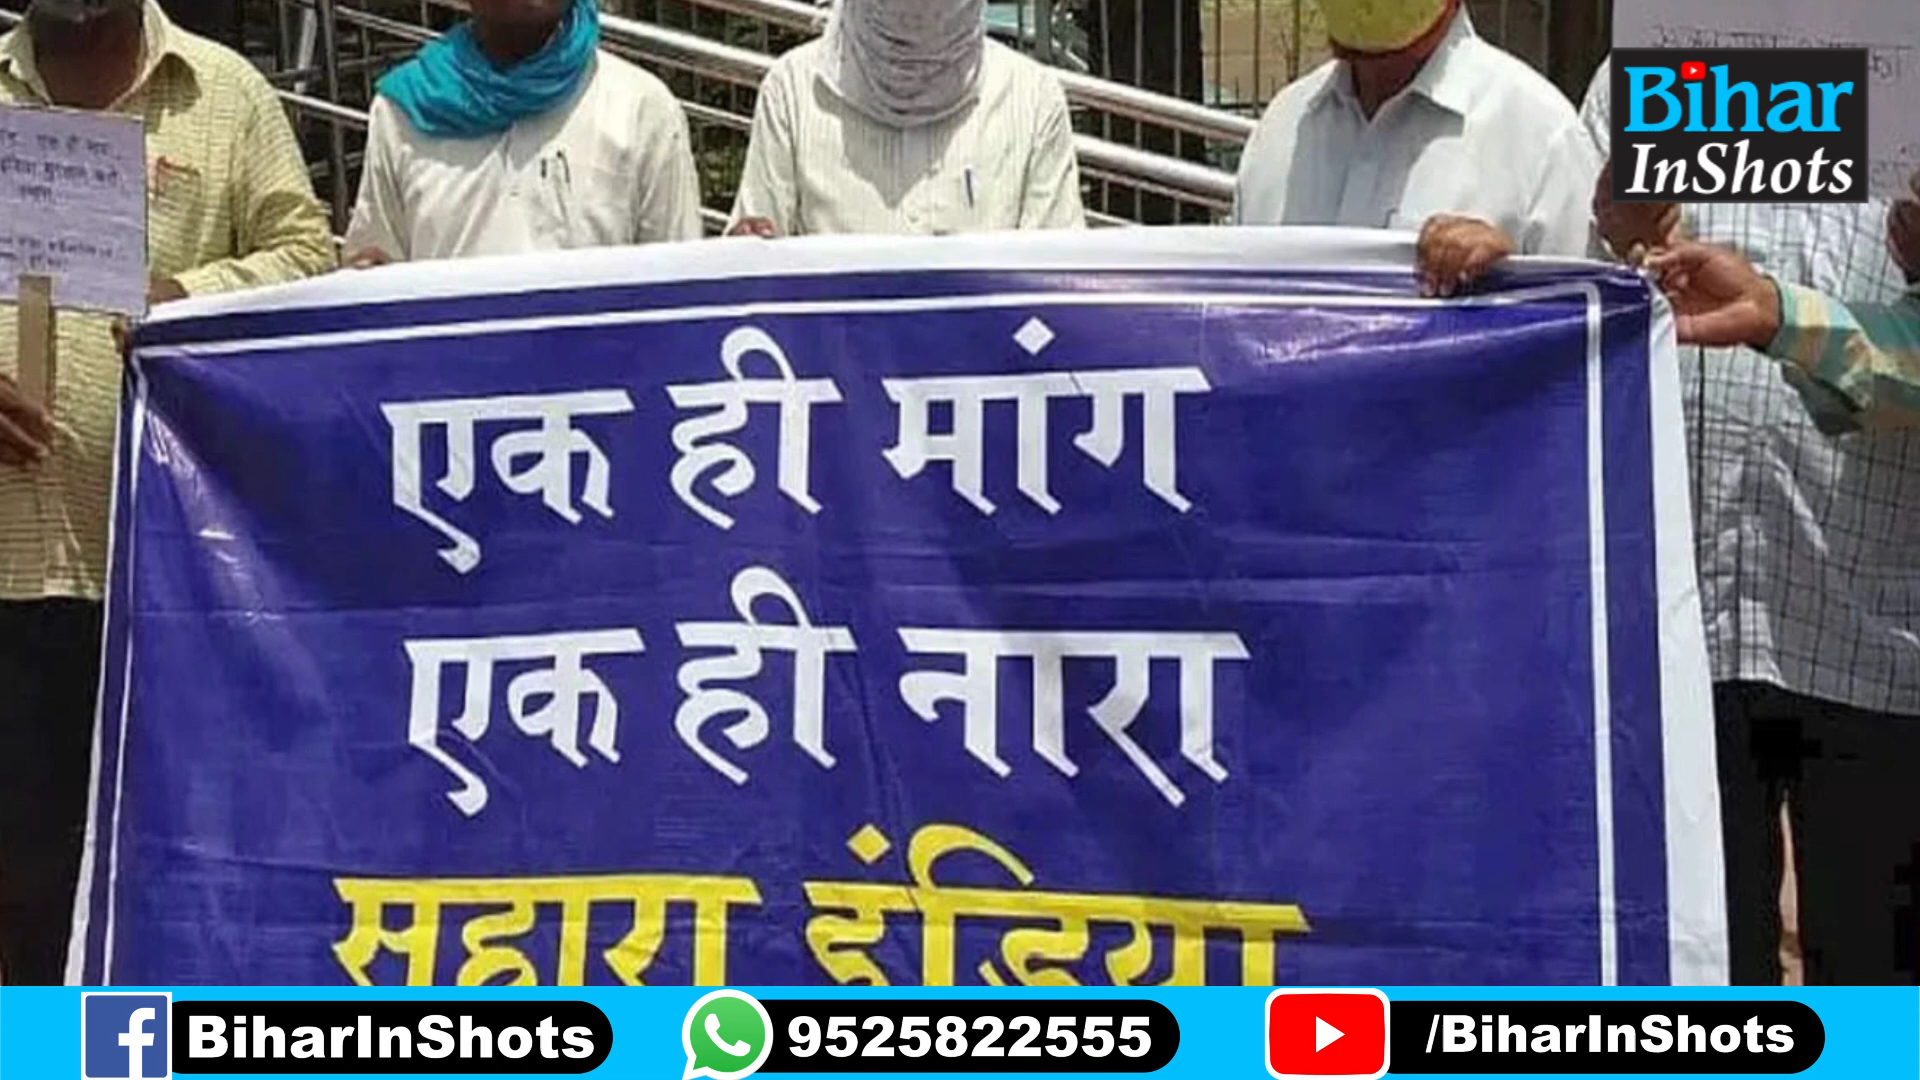 Bihar
InShots
एक ही मांग
एक ही नारा
सहारा इंडिया
BiharInShots
9525822555
/BiharInShots